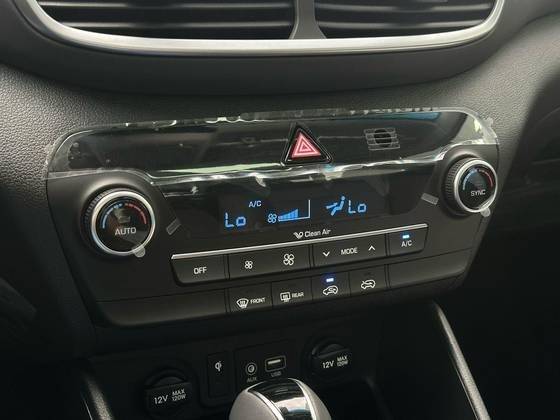 A/C
Lo Lo
Clean Air
AUTO
SYNC
OFF MODE A/C
FRONT REAR
12V MAX 120W
AUX USB
12V MAX 120W